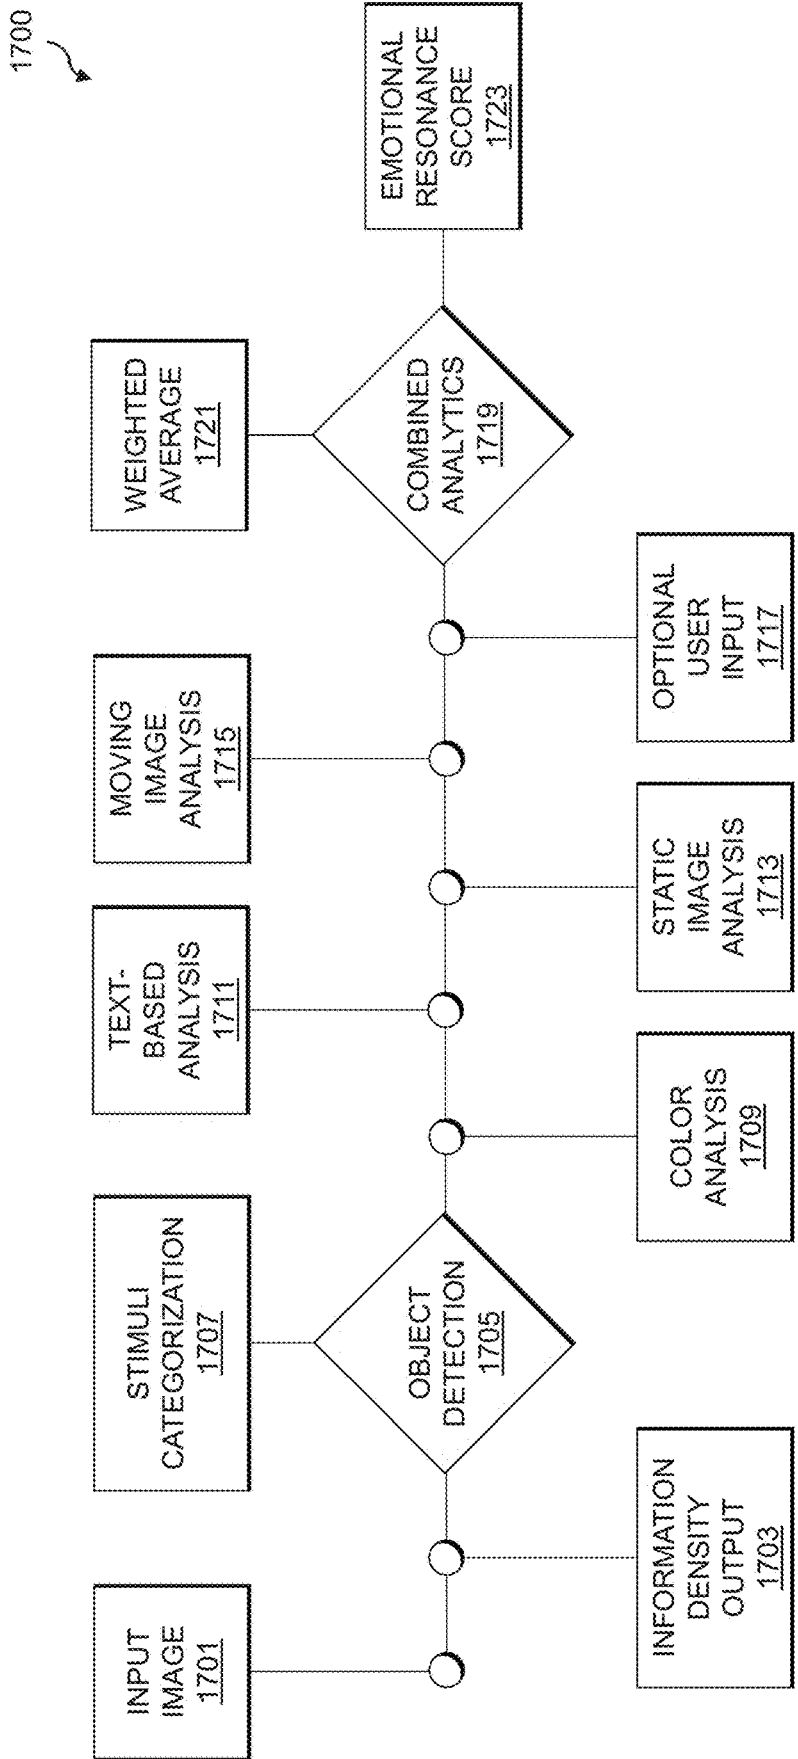 1700
INPUT
IMAGE
1701
INFORMATION
DENSITY
OUTPUT
1703
OBJECT
DETECTION
1705
STIMULI
CATEGORIZATION
1707
COLOR
ANALYSIS
1709
TEXT-
BASED
ANALYSIS
1711
STATIC
IMAGE
ANALYSIS
1713
MOVING
IMAGE
ANALYSIS
1715
OPTIONAL
USER
INPUT
1717
COMBINED
ANALYTICS
1719
WEIGHTED
AVERAGE
1721
EMOTIONAL
RESONANCE
SCORE
1723